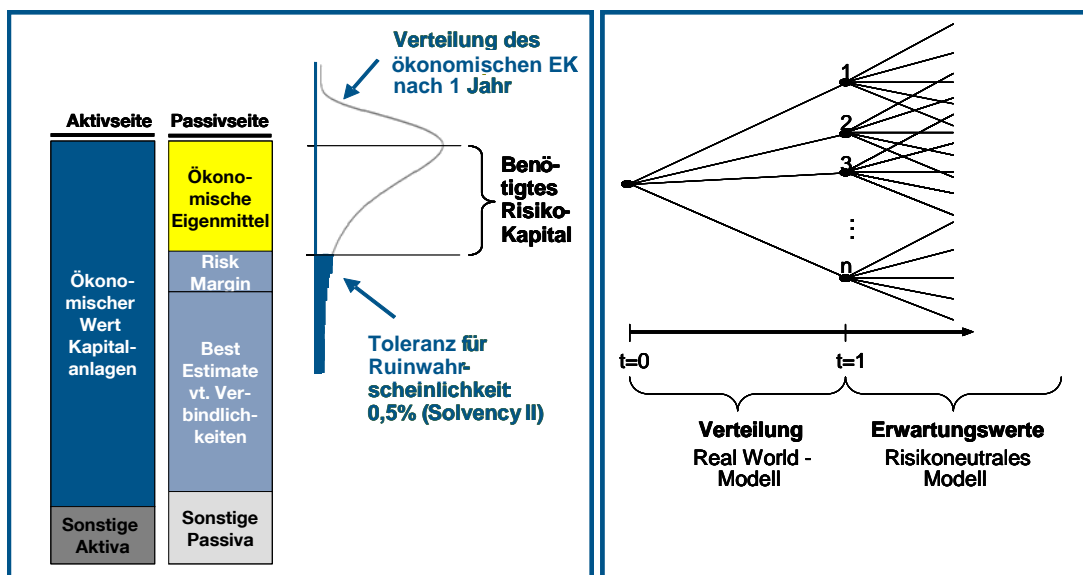 Verteilung des
ökonomischen EK
nach 1 Jahr
Aktivseite
Passivseite
Ökono-
mische
Eigenmittel
Risk
Margin
Ökono-
mischer
Wert
Kapital-
anlagen
Best
Estimate
vt. Ver-
bindlich-
keiten
Sonstige
Aktiva
Sonstige
Passiva
Benö-
tigtes
Risiko-
Kapital
Toleranz für
Ruinwahr-
scheinlichkeit:
0,5% (Solvency II)
1
2
3
...
n
t=0
t=1
Verteilung
Real World -
Modell
Erwartungswerte
Risikoneutrales
Modell